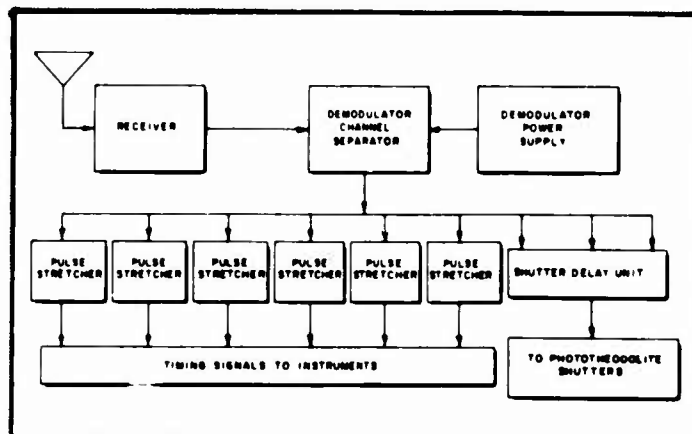 RECEIVER
DEMODULATOR
CHANNEL
SEPARATOR
DEMODULATOR
POWER
SUPPLY
PULSE
STRETCHER
PULSE
STRETCHER
PULSE
STRETCHER
PULSE
STRETCHER
PULSE
STRETCHER
PULSE
STRETCHER
SHUTTER DELAY UNIT
TIMING SIGNALS TO INSTRUMENTS
TO PHOTOTHEODOLITE
SHUTTERS